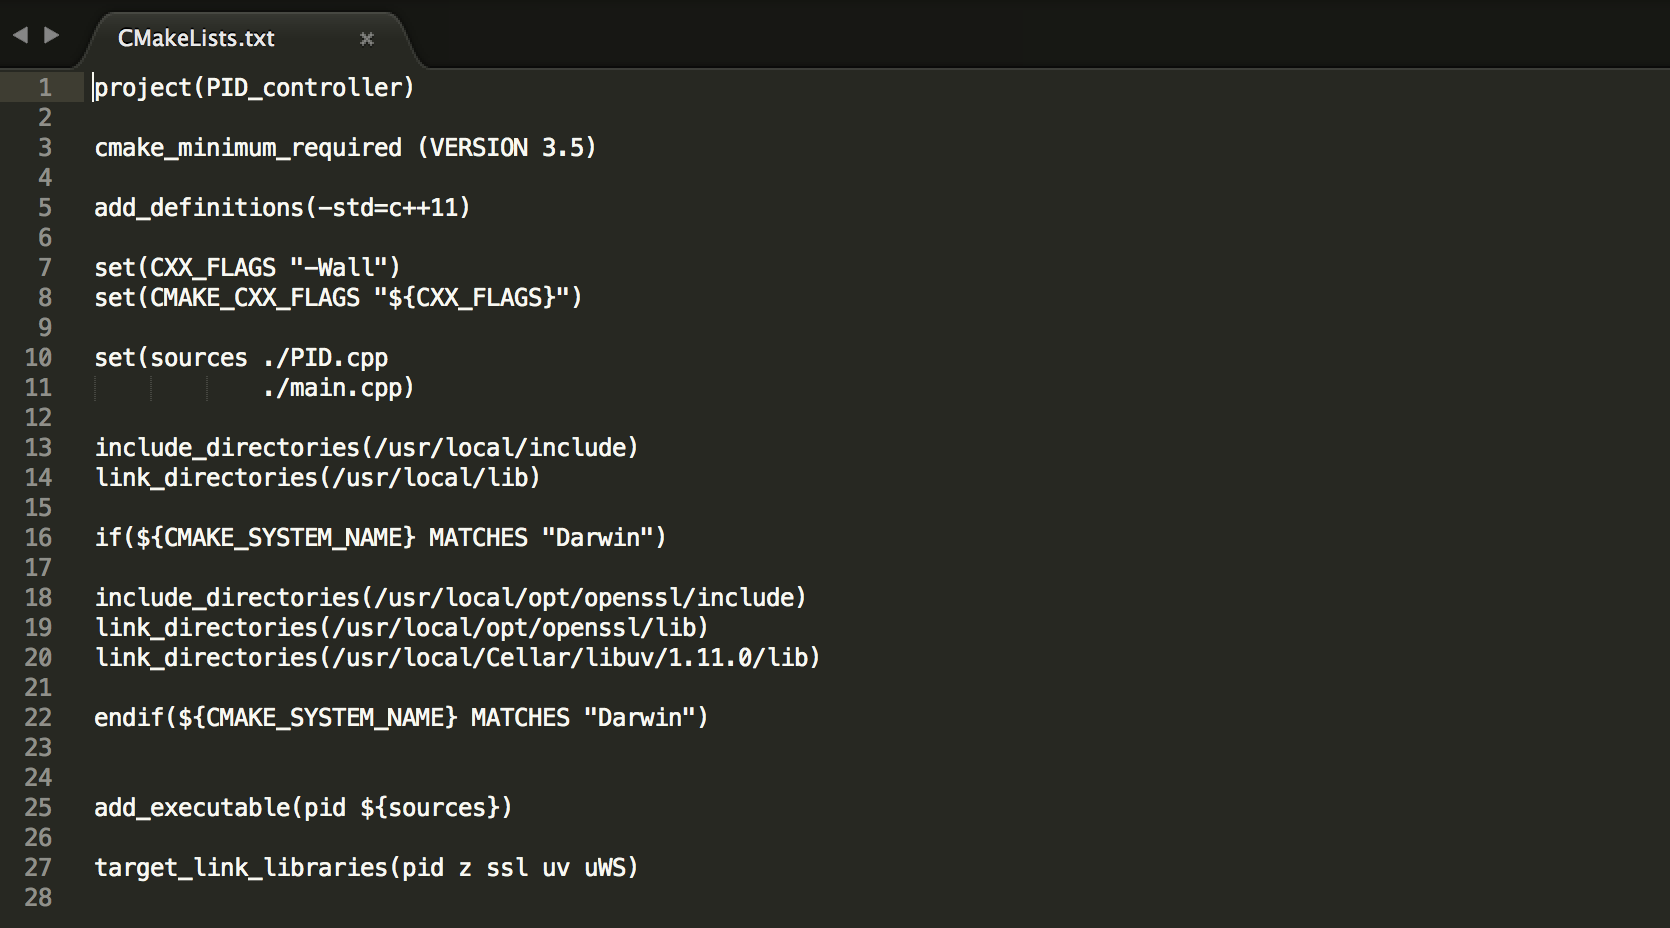 CMakeLists.txt
1 project(PID_controller)
2
3 cmake_minimum_required (VERSION 3.5)
4
5 add_definitions(-std=c++11)
6
7 set(CXX_FLAGS "-Wall")
8 set(CMAKE_CXX_FLAGS "${CXX_FLAGS}")
9
10 set(sources ./PID.cpp
11 ./main.cpp)
12
13 include_directories(/usr/local/include)
14 link_directories(/usr/local/lib)
15
16 if(${CMAKE_SYSTEM_NAME} MATCHES "Darwin")
17
18 include_directories(/usr/local/opt/openssl/include)
19 link_directories(/usr/local/opt/openssl/lib)
20 link_directories(/usr/local/Cellar/libuv/1.11.0/lib)
21
22 endif(${CMAKE_SYSTEM_NAME} MATCHES "Darwin")
23
24
25 add_executable(pid ${sources})
26
27 target_link_libraries(pid z ssl uv uWS)
28